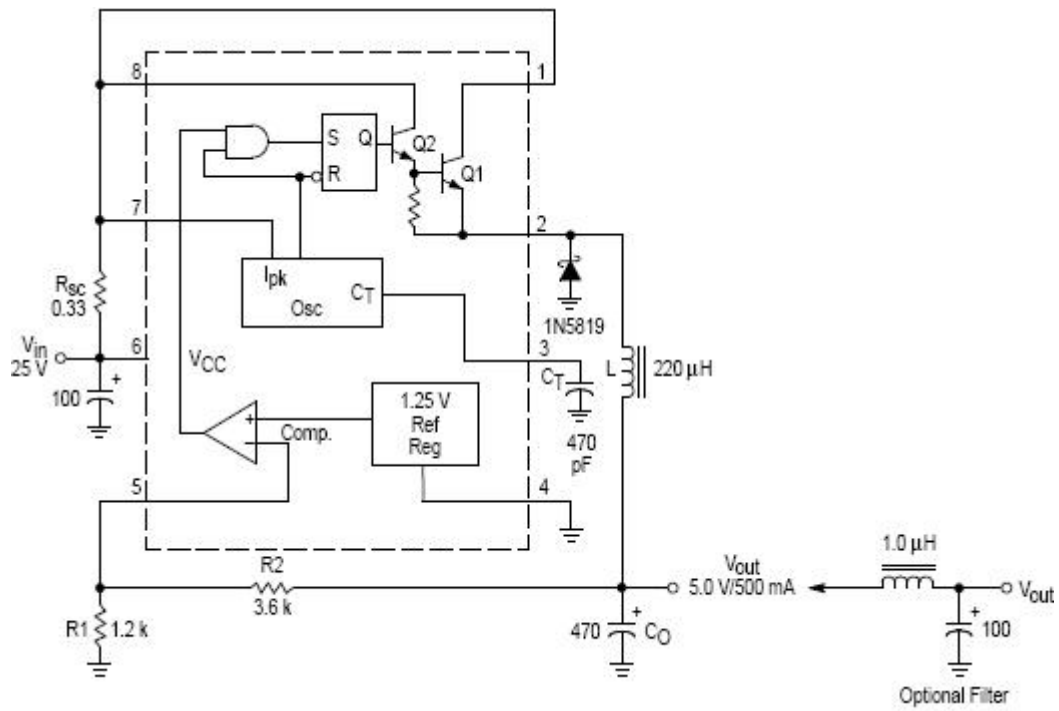 8
1
S
Q
Q2
R
Q1
7
2
Ipk
CT
Osc
Rsc
0.33
1N5819
Vin
25 V
6
VCC
3
L
220 µH
CT
100
+
1.25 V
Ref
Reg
+
Comp.
−
470
pF
5
4
R2
3.6 k
Vout
5.0 V/500 mA
1.0 µH
Vout
R1
1.2 k
470
+
CO
+
100
Optional Filter